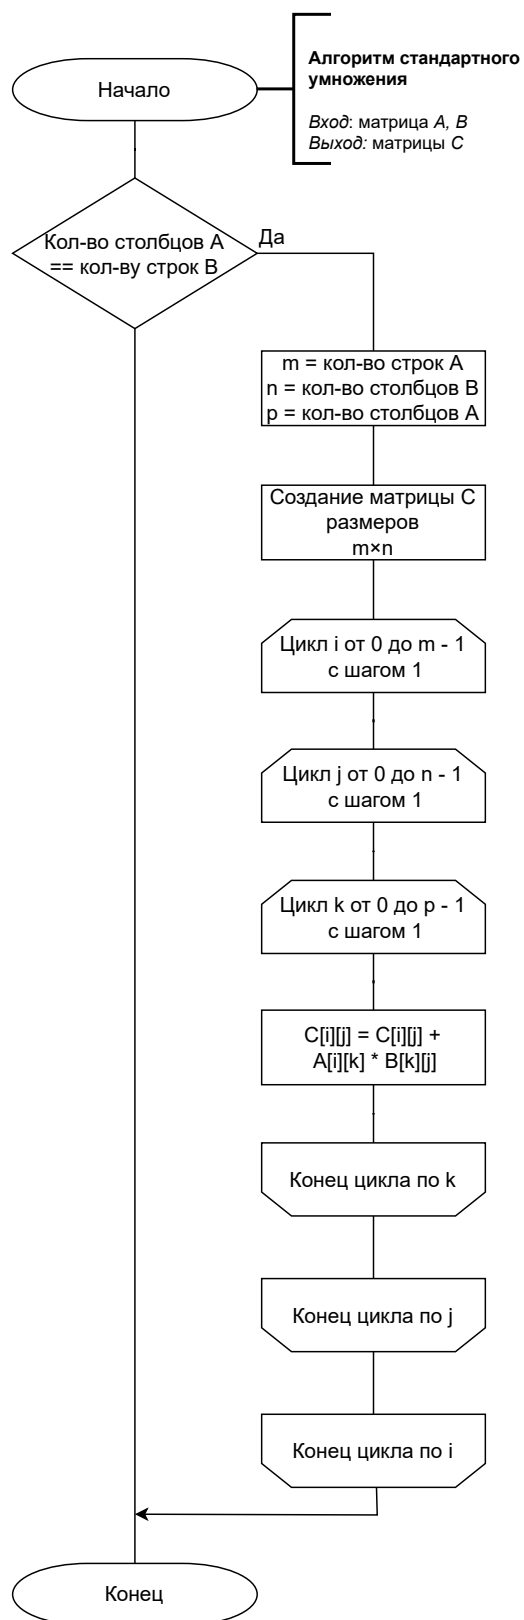 Начало
Алгоритм стандартного
умножения
Вход: матрица A, B
Выход: матрицы C
Кол-во столбцов A
== кол-ву строк B
Да
m = кол-во строк A
n = кол-во столбцов B
p = кол-во столбцов A
Создание матрицы C
размеров
m×n
Цикл i от 0 до m - 1
с шагом 1
Цикл j от 0 до n - 1
с шагом 1
Цикл k от 0 до p - 1
с шагом 1
C[i][j] = C[i][j] +
A[i][k] * B[k][j]
Конец цикла по k
Конец цикла по j
Конец цикла по i
Конец